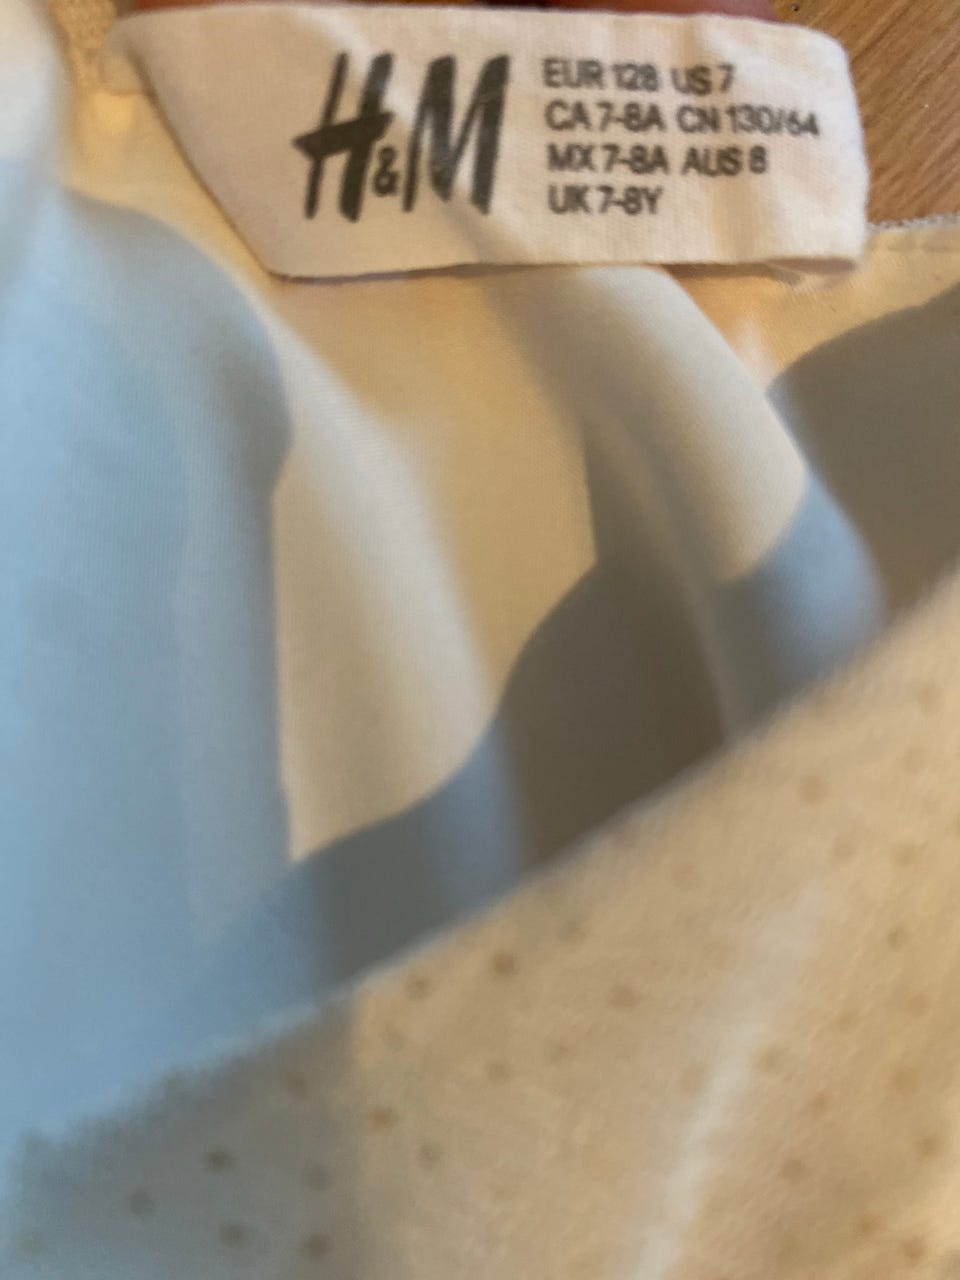 H&M
EUR 128 US 7
CA 7-8A CN 130/64
MX 7-8A AUS 8
UK 7-8Y